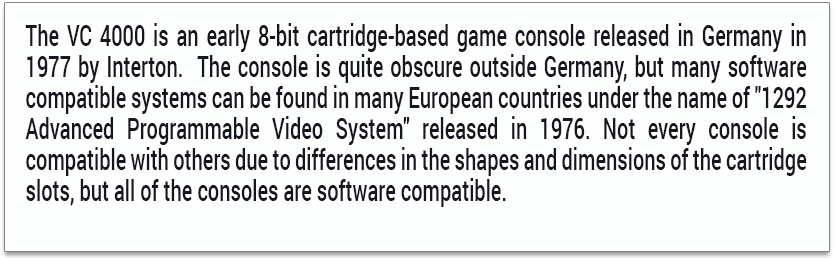 The VC 4000 is an early 8-bit cartridge-based game console released in Germany in
1977 by Interton.  The console is quite obscure outside Germany, but many software
compatible systems can be found in many European countries under the name of "1292
Advanced Programmable Video System" released in 1976. Not every console is
compatible with others due to differences in the shapes and dimensions of the cartridge
slots, but all of the consoles are software compatible.